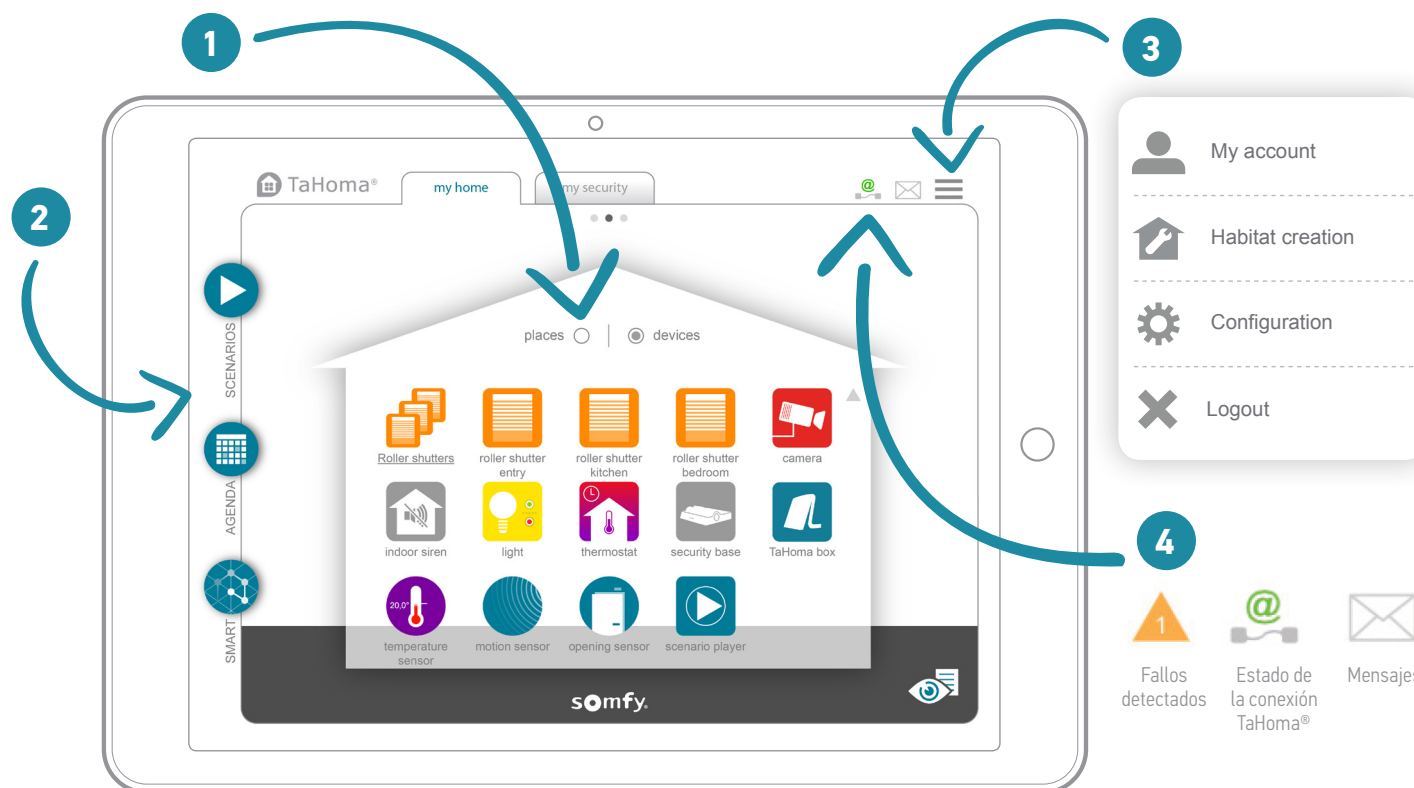 1
3
My account
TaHoma®
my home
my security
@
2
Habitat creation
SCENARIOS
places
devices
Configuration
Roller shutters
roller shutter
entry
roller shutter
kitchen
roller shutter
bedroom
camera
Logout
AGENDA
indoor siren
light
thermostat
security base
TaHoma box
4
20,0°
1
@
SMART
temperature
sensor
motion sensor
opening sensor
scenario player
somfy.
Fallos
detectados
Estado de
la conexión
TaHoma®
Mensajes